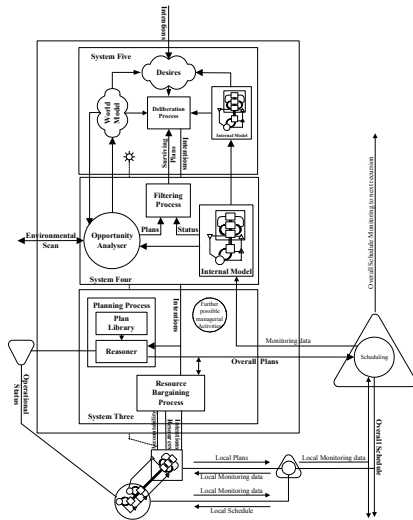 Intentions
System Five
Desires
World
Model
Deliberation
Process
Internal Model
Surviving
Plans
Intentions
Filtering
Process
Environmental
Scan
Opportunity
Analyser
Plans
Status
Internal Model
System Four
Overall Schedule Monitoring to next recursion
Planning Process
Plan
Library
Reasoner
Intentions
Further
possible
managerial
Activities
Monitoring data
Scheduling
Overall Plans
Operational
Status
Resource
Bargaining
Process
System Three
Resources
Intentions
Overall Schedule
Local Plans
Local Monitoring data
Local Monitoring data
Local Monitoring data
Local Schedule